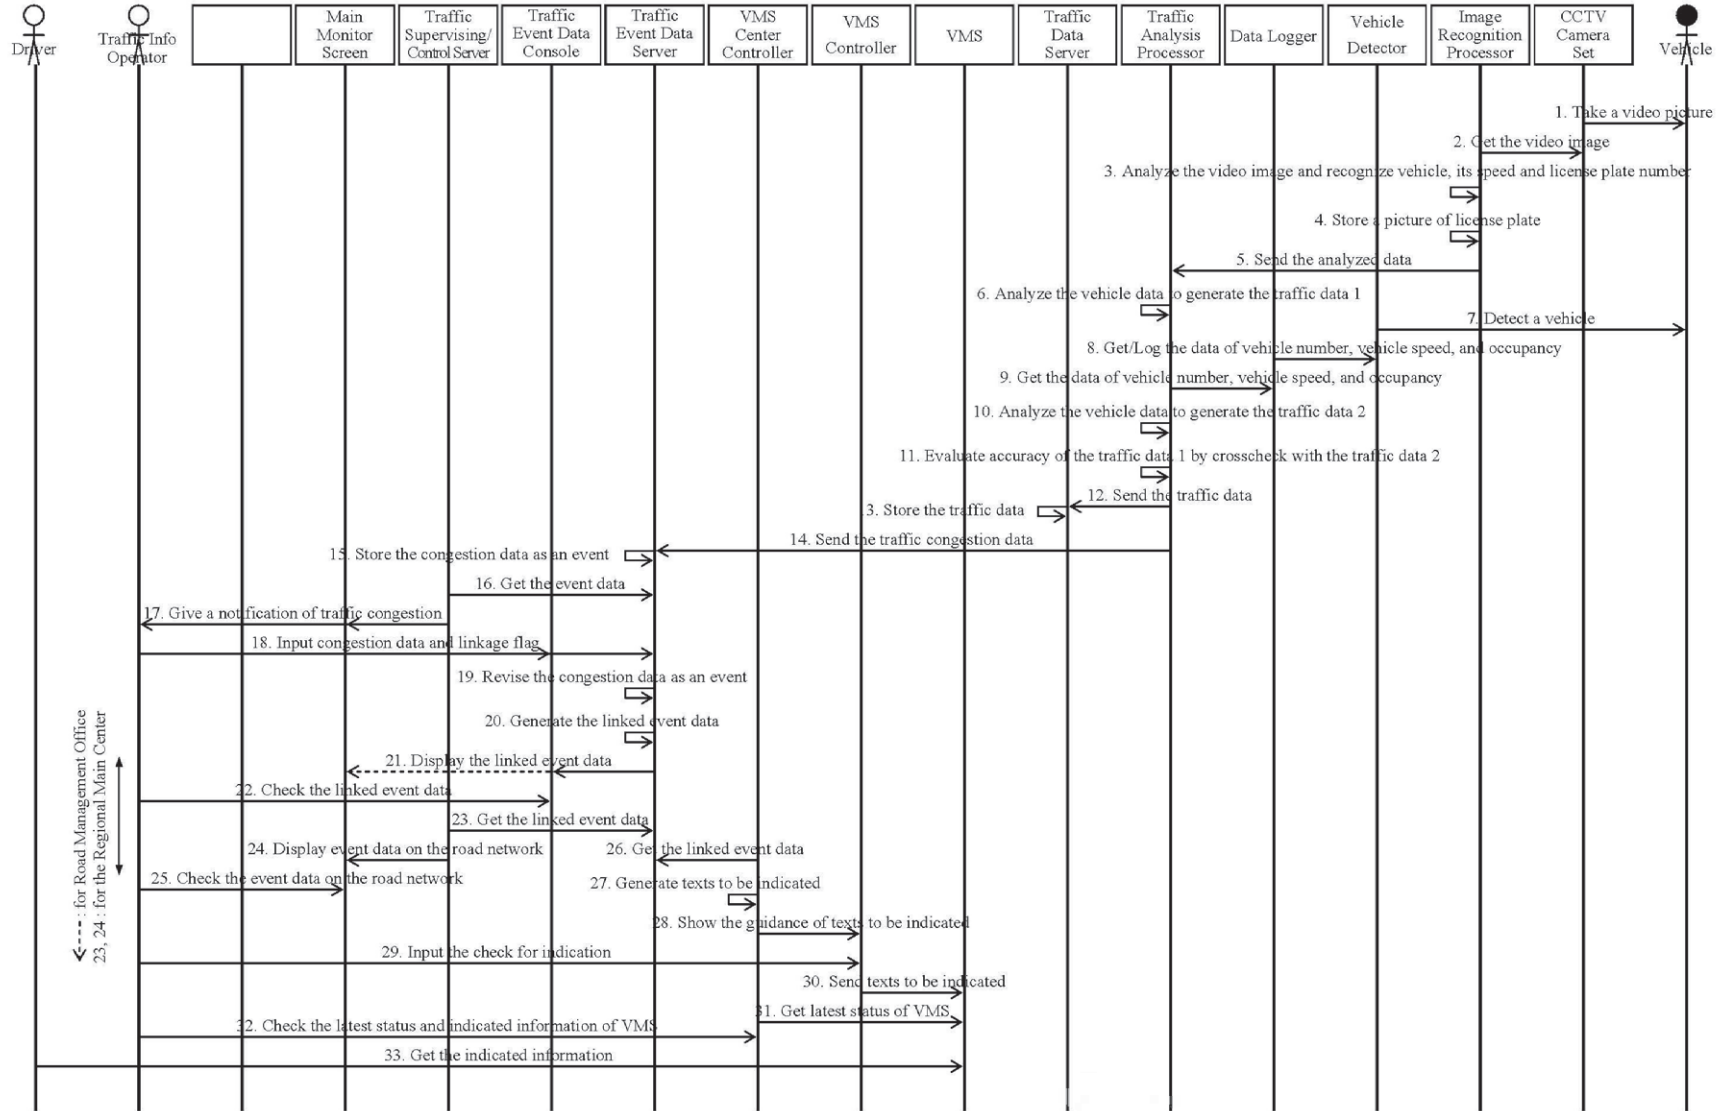 Driver
Traffic Info
Operator
Main
Monitor
Screen
Traffic
Supervising/
Control Server
Traffic
Event Data
Console
Traffic
Event Data
Server
VMS
Center
Controller
VMS
Controller
VMS
Traffic
Data
Server
Traffic
Analysis
Processor
Data Logger
Vehicle
Detector
Image
Recognition
Processor
CCTV
Camera
Set
Vehicle
1. Take a video picture
2. Get the video image
3. Analyze the video image and recognize vehicle, its speed and license plate number
4. Store a picture of license plate
5. Send the analyzed data
6. Analyze the vehicle data to generate the traffic data 1
7. Detect a vehicle
8. Get/Log the data of vehicle number, vehicle speed, and occupancy
9. Get the data of vehicle number, vehicle speed, and occupancy
10. Analyze the vehicle data to generate the traffic data 2
11. Evaluate accuracy of the traffic data 1 by crosscheck with the traffic data 2
12. Send the traffic data
3. Store the traffic data
14. Send the traffic congestion data
15. Store the congestion data as an event
16. Get the event data
17. Give a notification of traffic congestion
18. Input congestion data and linkage flag
19. Revise the congestion data as an event
20. Generate the linked event data
21. Display the linked event data
22. Check the linked event data
23. Get the linked event data
24. Display event data on the road network
26. Get the linked event data
25. Check the event data on the road network
27. Generate texts to be indicated
28. Show the guidance of texts to be indicated
29. Input the check for indication
30. Send texts to be indicated
31. Get latest status of VMS
32. Check the latest status and indicated information of VMS
33. Get the indicated information
: for Road Management Office
23, 24 : for the Regional Main Center